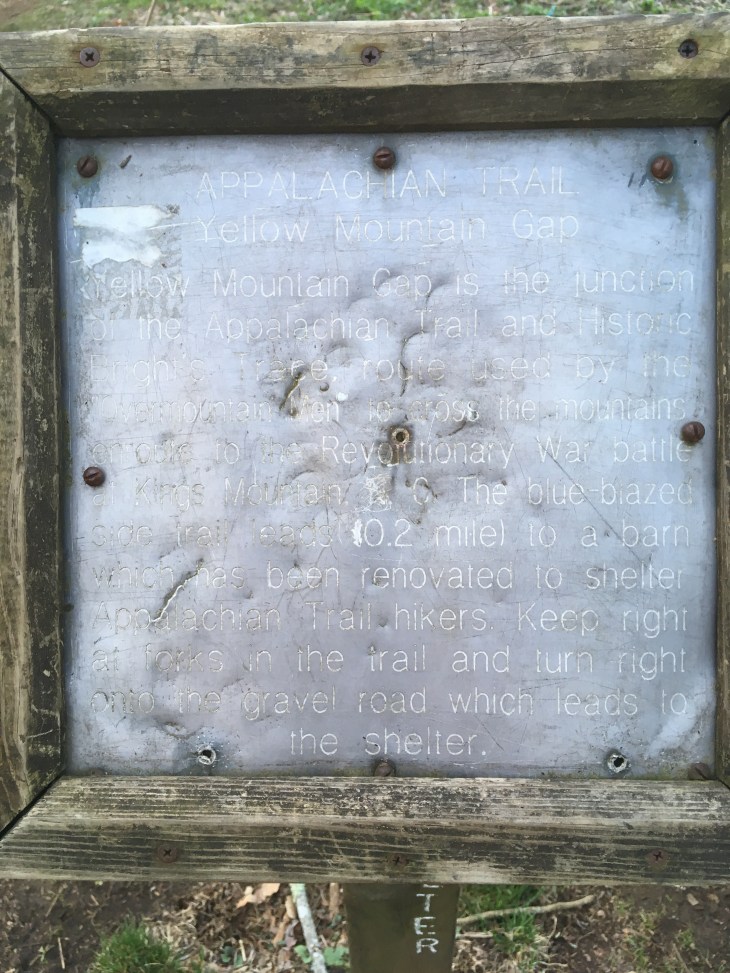 APPALACHIAN TRAIL
Yellow Mountain Gap
Yellow Mountain Gap is the junction
of the Appalachian Trail and Historic
Bright's Trace, route used by the
Overmountain Men to cross the mountains
enroute to the Revolutionary War battle
at Kings Mountain, C. The blue-blazed
side trail leads (0.2 mile) to a barn
which has been renovated to shelter
Appalachian Trail hikers. Keep right
at forks in the trail and turn right
onto the gravel road which leads to
the shelter.
TER